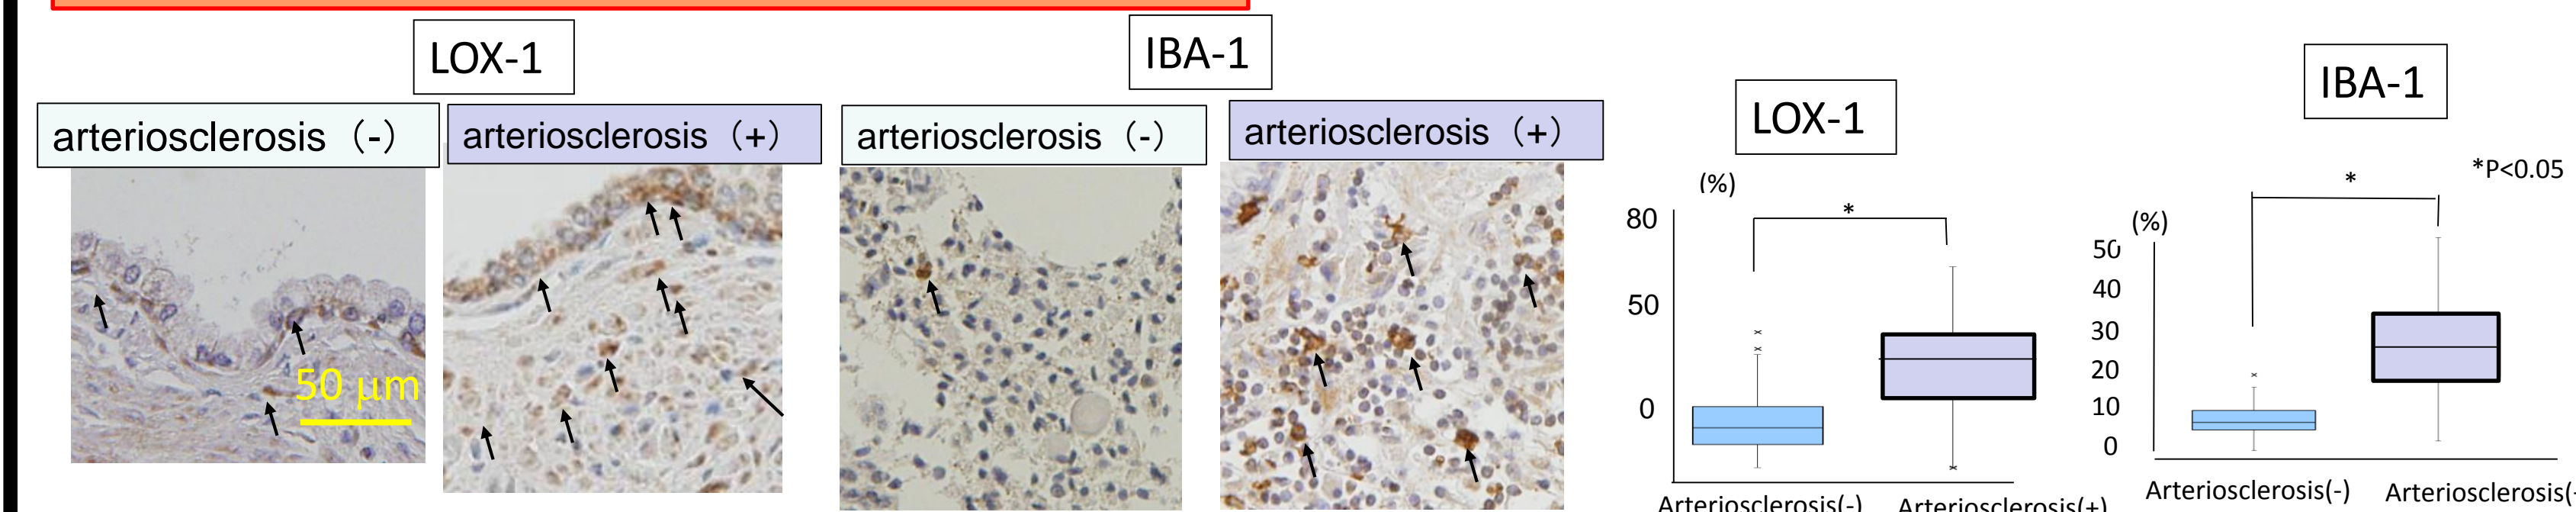 LOX-1
IBA-1
arteriosclerosis（-）
arteriosclerosis（+）
arteriosclerosis（-）
arteriosclerosis（+）
50 μm
LOX-1
(%)
80
50
0
*
Arteriosclerosis(-)
Arteriosclerosis(+)
IBA-1
*P<0.05
*
(%)
50
40
30
20
10
0
Arteriosclerosis(-)
Arteriosclerosis(